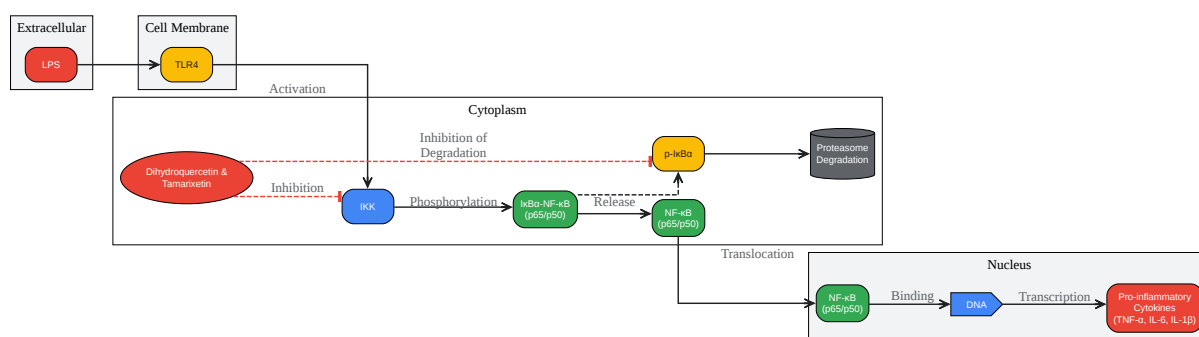 Extracellular
Cell Membrane
LPS
TLR4
Activation
Cytoplasm
Inhibition of
Degradation
p-IκBα
Proteasome
Degradation
Dihydroquercetin &
Tamarixetin
Inhibition
IKK
Phosphorylation
IκBα-NF-κB
(p65/p50)
Release
NF-κB
(p65/p50)
Translocation
Nucleus
NF-κB
(p65/p50)
Binding
DNA
Transcription
Pro-inflammatory
Cytokines
(TNF-α, IL-6, IL-1β)